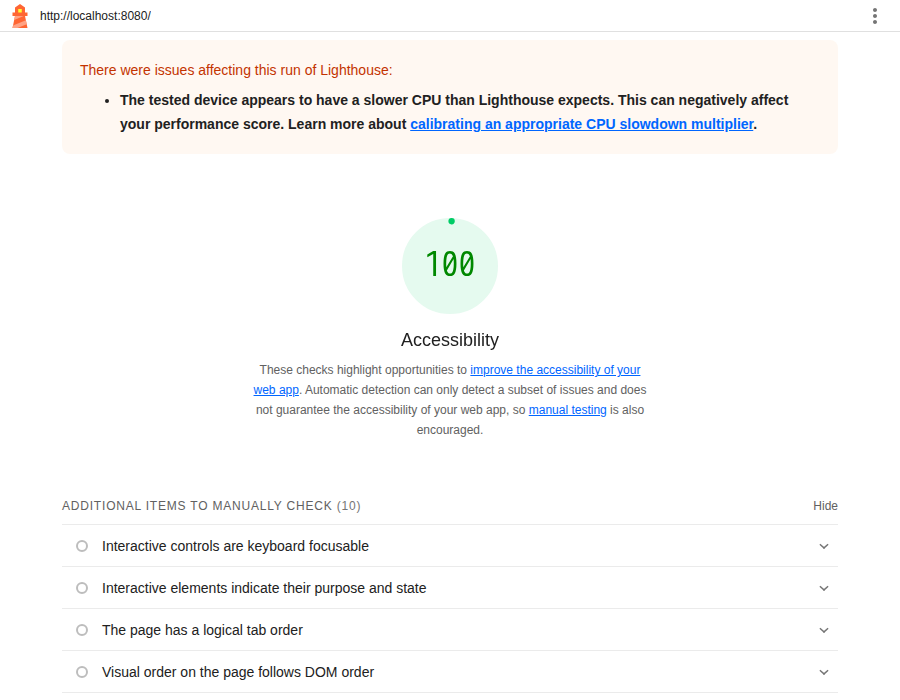 http://localhost:8080/
There were issues affecting this run of Lighthouse:
The tested device appears to have a slower CPU than Lighthouse expects. This can negatively affect
your performance score. Learn more about calibrating an appropriate CPU slowdown multiplier.
100
Accessibility
These checks highlight opportunities to improve the accessibility of your
web app. Automatic detection can only detect a subset of issues and does
not guarantee the accessibility of your web app, so manual testing is also
encouraged.
ADDITIONAL ITEMS TO MANUALLY CHECK (10) Hide
Interactive controls are keyboard focusable
Interactive elements indicate their purpose and state
The page has a logical tab order
Visual order on the page follows DOM order